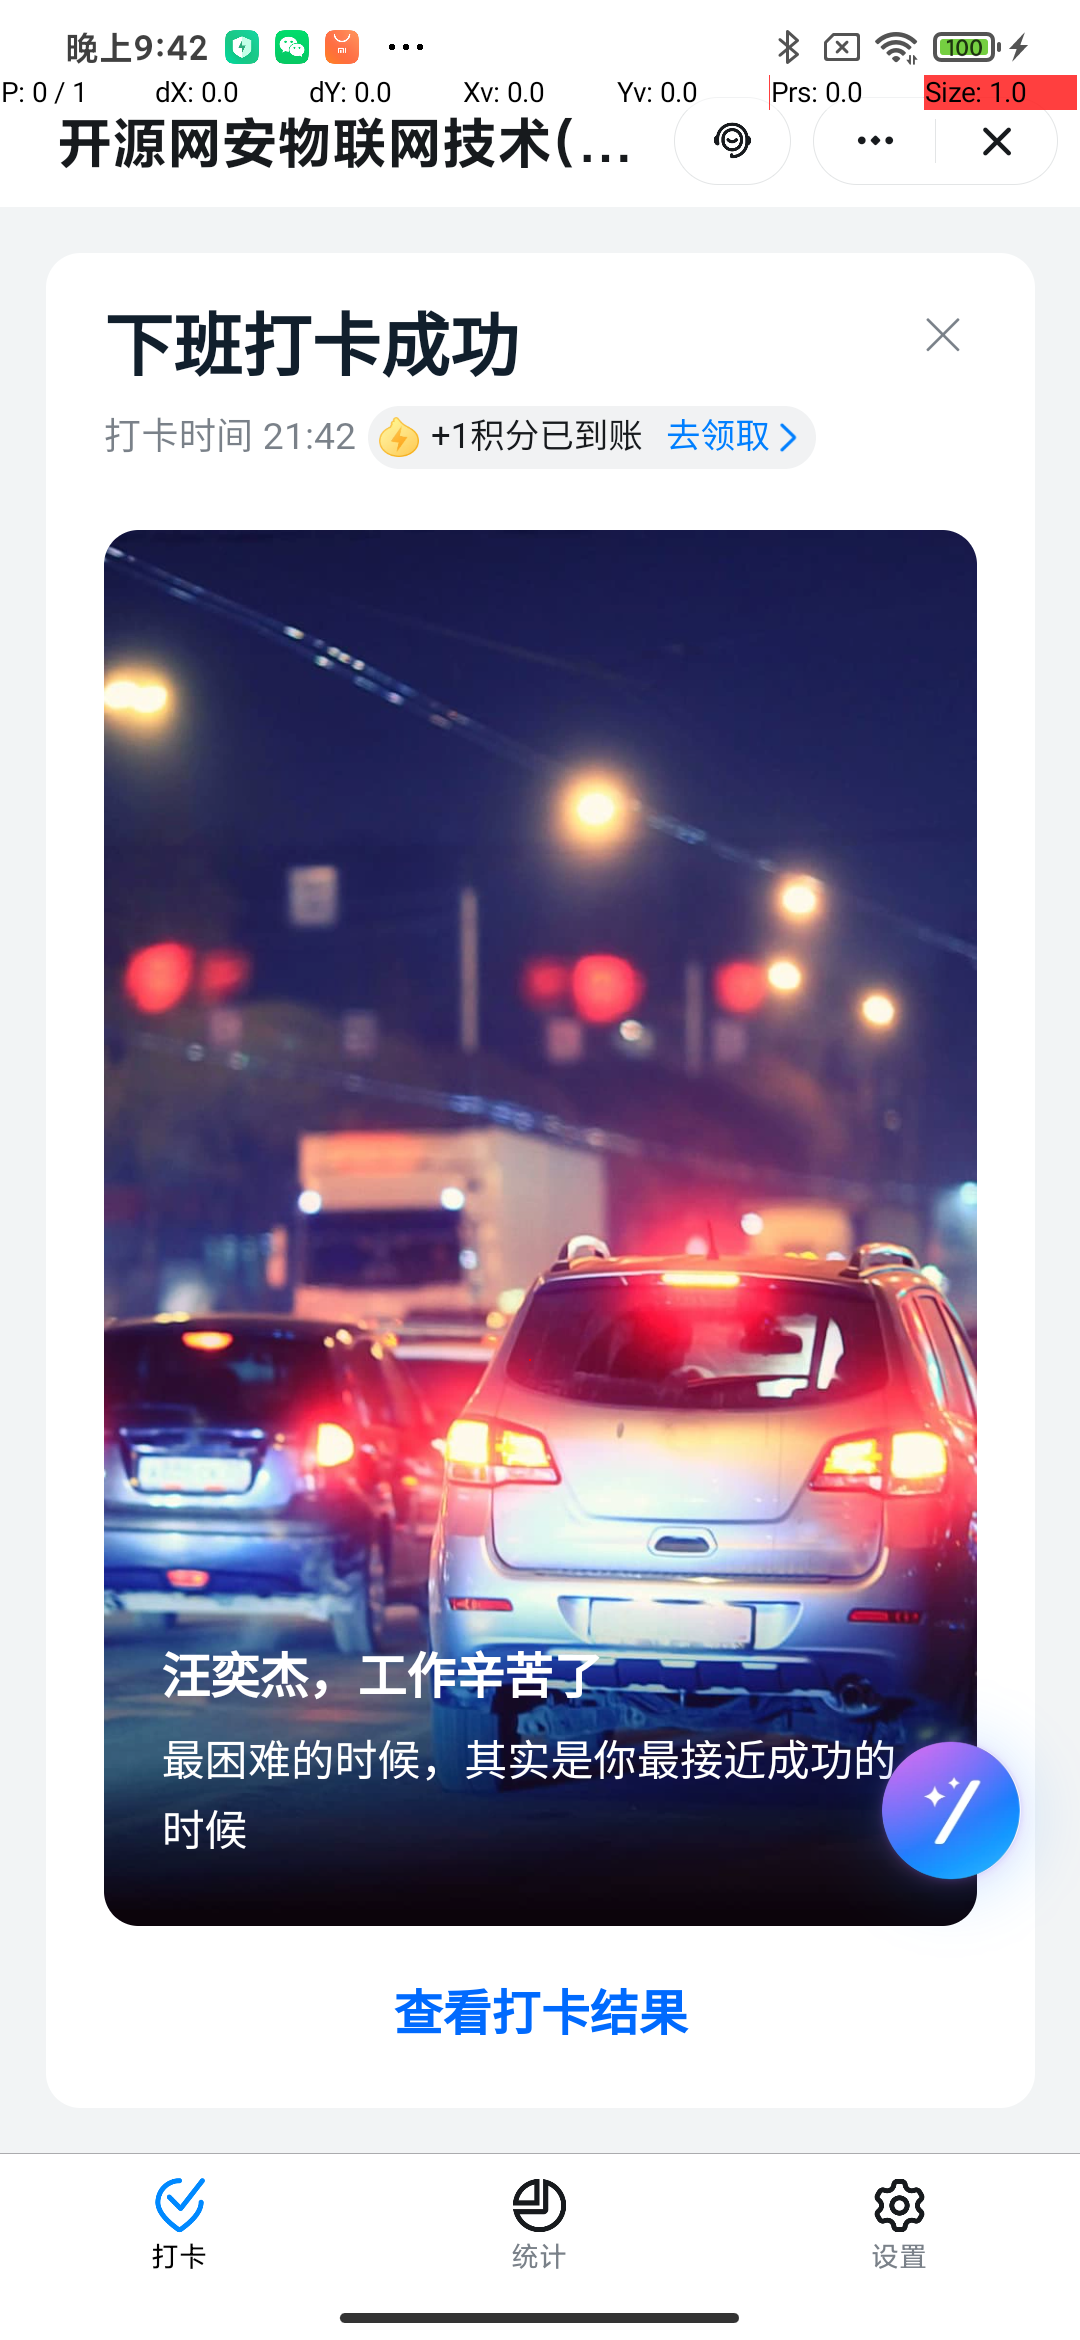 晚上9:42
100
P: 0 / 1 dX: 0.0 dY: 0.0 Xv: 0.0 Yv: 0.0 Prs: 0.0 Size: 1.0
开源网安物联网技术(...
下班打卡成功
打卡时间 21:42 +1积分已到账 去领取
汪奕杰，工作辛苦了
最困难的时候，其实是你最接近成功的
时候
查看打卡结果
打卡 统计 设置